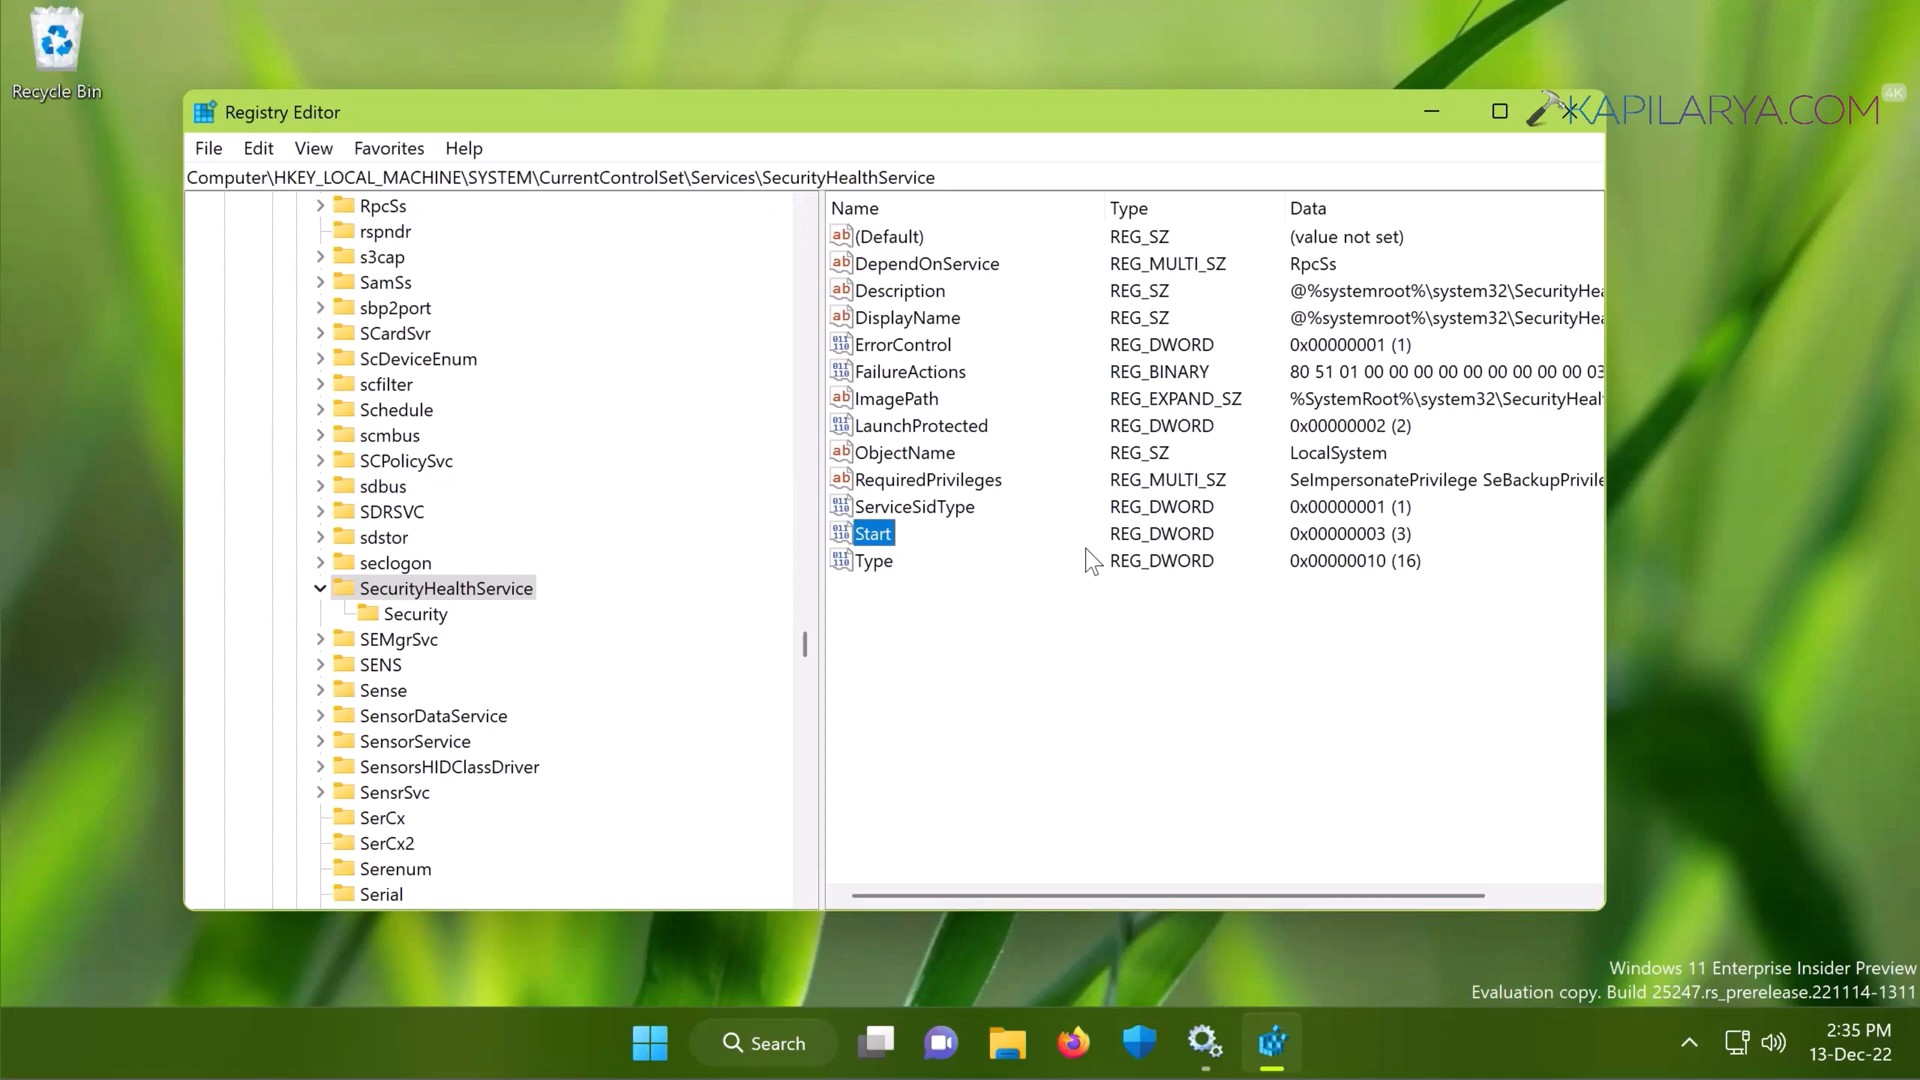 Recycle Bin
Registry Editor
KAPILARYA.COM
4K
File Edit View Favorites Help
Computer\HKEY_LOCAL_MACHINE\SYSTEM\CurrentControlSet\Services\SecurityHealthService
RpcSs
rspndr
s3cap
SamSs
sbp2port
SCardSvr
ScDeviceEnum
scfilter
Schedule
scmbus
SCPolicySvc
sdbus
SDRSVC
sdstor
seclogon
SecurityHealthService
Security
SEMgrSvc
SENS
Sense
SensorDataService
SensorService
SensorsHIDClassDriver
SensrSvc
SerCx
SerCx2
Serenum
Serial
Name Type Data
(Default) REG_SZ (value not set)
DependOnService REG_MULTI_SZ RpcSs
Description REG_SZ @%systemroot%\system32\SecurityHea
DisplayName REG_SZ @%systemroot%\system32\SecurityHea
ErrorControl REG_DWORD 0x00000001 (1)
FailureActions REG_BINARY 80 51 01 00 00 00 00 00 00 00 00 00 03
ImagePath REG_EXPAND_SZ %SystemRoot%\system32\SecurityHeal
LaunchProtected REG_DWORD 0x00000002 (2)
ObjectName REG_SZ LocalSystem
RequiredPrivileges REG_MULTI_SZ SeImpersonatePrivilege SeBackupPrivile
ServiceSidType REG_DWORD 0x00000001 (1)
Start REG_DWORD 0x00000003 (3)
Type REG_DWORD 0x00000010 (16)
Windows 11 Enterprise Insider Preview
Evaluation copy. Build 25247.rs_prerelease.221114-1311
Search
2:35 PM
13-Dec-22